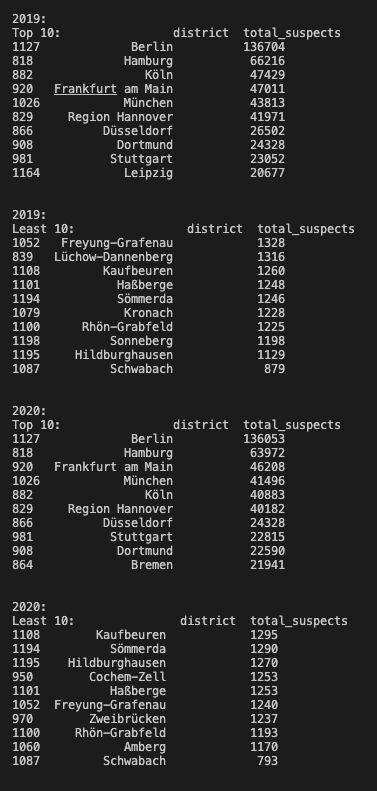 2019:
Top 10: district total_suspects
1127 Berlin 136704
818 Hamburg 66216
882 Köln 47429
920 Frankfurt am Main 47011
1026 München 43813
829 Region Hannover 41971
866 Düsseldorf 26502
908 Dortmund 24328
981 Stuttgart 23052
1164 Leipzig 20677
2019:
Least 10: district total_suspects
1052 Freyung-Grafenau 1328
839 Lüchow-Dannenberg 1316
1108 Kaufbeuren 1260
1101 Haßberge 1248
1194 Sömmerda 1246
1079 Kronach 1228
1100 Rhön-Grabfeld 1225
1198 Sonneberg 1198
1195 Hildburghausen 1129
1087 Schwabach 879
2020:
Top 10: district total_suspects
1127 Berlin 136053
818 Hamburg 63972
920 Frankfurt am Main 46208
1026 München 41496
882 Köln 40883
829 Region Hannover 40182
866 Düsseldorf 24328
981 Stuttgart 22815
908 Dortmund 22590
864 Bremen 21941
2020:
Least 10: district total_suspects
1108 Kaufbeuren 1295
1194 Sömmerda 1290
1195 Hildburghausen 1270
950 Cochem-Zell 1253
1101 Haßberge 1253
1052 Freyung-Grafenau 1240
970 Zweibrücken 1237
1100 Rhön-Grabfeld 1193
1060 Amberg 1170
1087 Schwabach 793